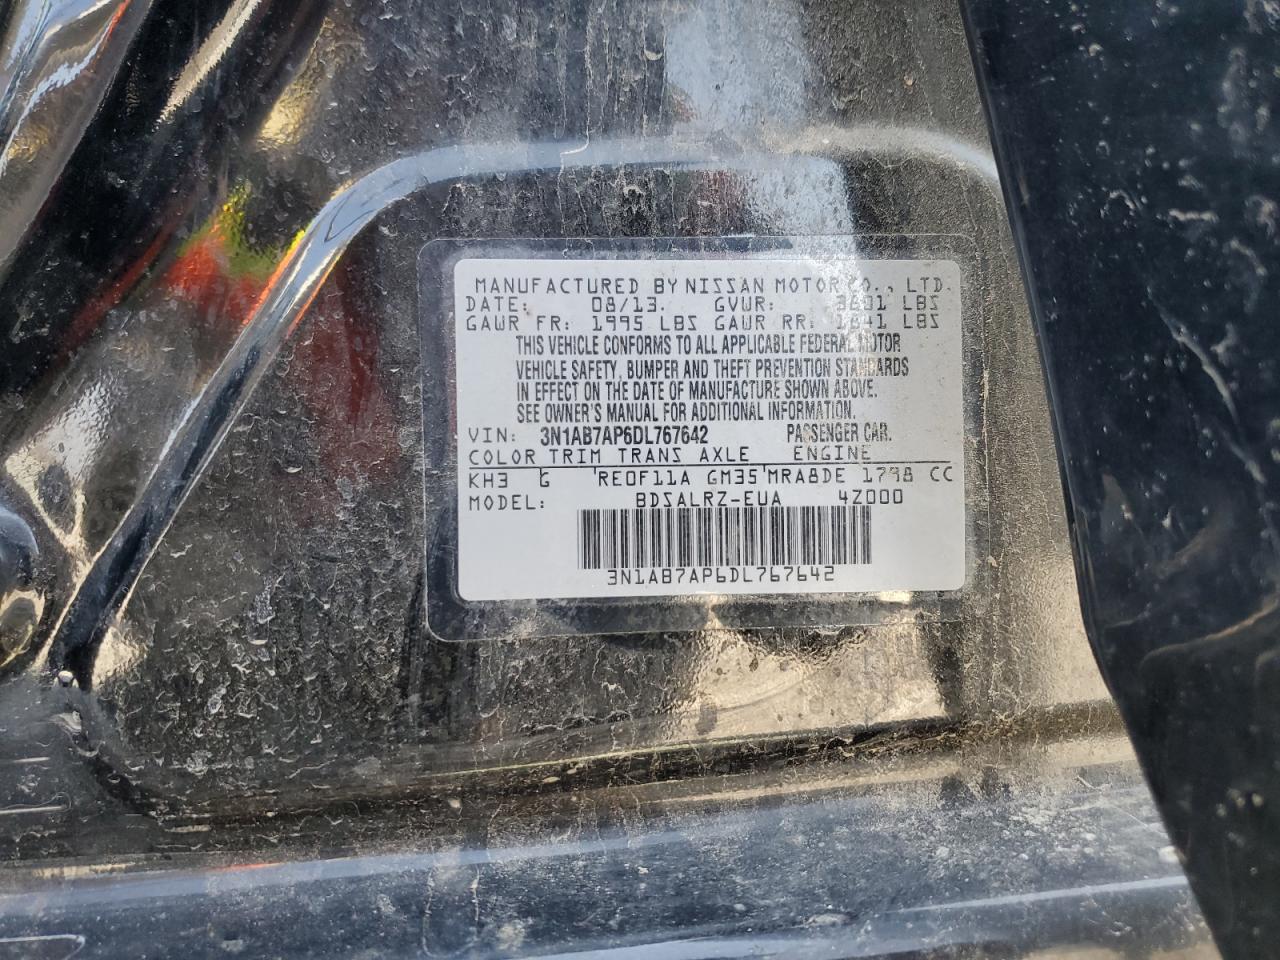 MANUFACTURED BY NISSAN MOTOR CO., LTD.
DATE: 08/13. GVWR: 3601 LBS
GAWR FR: 1995 LBS GAWR RR: 1641 LBS
THIS VEHICLE CONFORMS TO ALL APPLICABLE FEDERAL MOTOR
VEHICLE SAFETY, BUMPER AND THEFT PREVENTION STANDARDS
IN EFFECT ON THE DATE OF MANUFACTURE SHOWN ABOVE.
SEE OWNER'S MANUAL FOR ADDITIONAL INFORMATION.
VIN: 3N1AB7AP6DL767642 PASSENGER CAR.
COLOR TRIM TRANS AXLE ENGINE
KH3 G RE0F11A GM35 MRA8DE 1798 CC
MODEL: BDSALRZ-EUA 4Z000
3N1AB7AP6DL767642